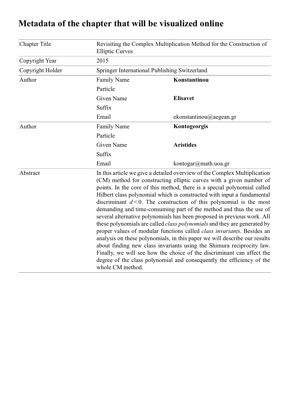 Metadata of the chapter that will be visualized online
Chapter Title Revisiting the Complex Multiplication Method for the Construction of
Elliptic Curves
Copyright Year 2015
Copyright Holder Springer International Publishing Switzerland
Author Family Name Konstantinou
Particle
Given Name Elisavet
Suffix
Email ekonstantinou@aegean.gr
Author Family Name Kontogeorgis
Particle
Given Name Aristides
Suffix
Email kontogar@math.uoa.gr
Abstract In this article we give a detailed overview of the Complex Multiplication
(CM) method for constructing elliptic curves with a given number of
points. In the core of this method, there is a special polynomial called
Hilbert class polynomial which is constructed with input a fundamental
discriminant d<0. The construction of this polynomial is the most
demanding and time-consuming part of the method and thus the use of
several alternative polynomials has been proposed in previous work. All
these polynomials are called class polynomials and they are generated by
proper values of modular functions called class invariants. Besides an
analysis on these polynomials, in this paper we will describe our results
about finding new class invariants using the Shimura reciprocity law.
Finally, we will see how the choice of the discriminant can affect the
degree of the class polynomial and consequently the efficiency of the
whole CM method.